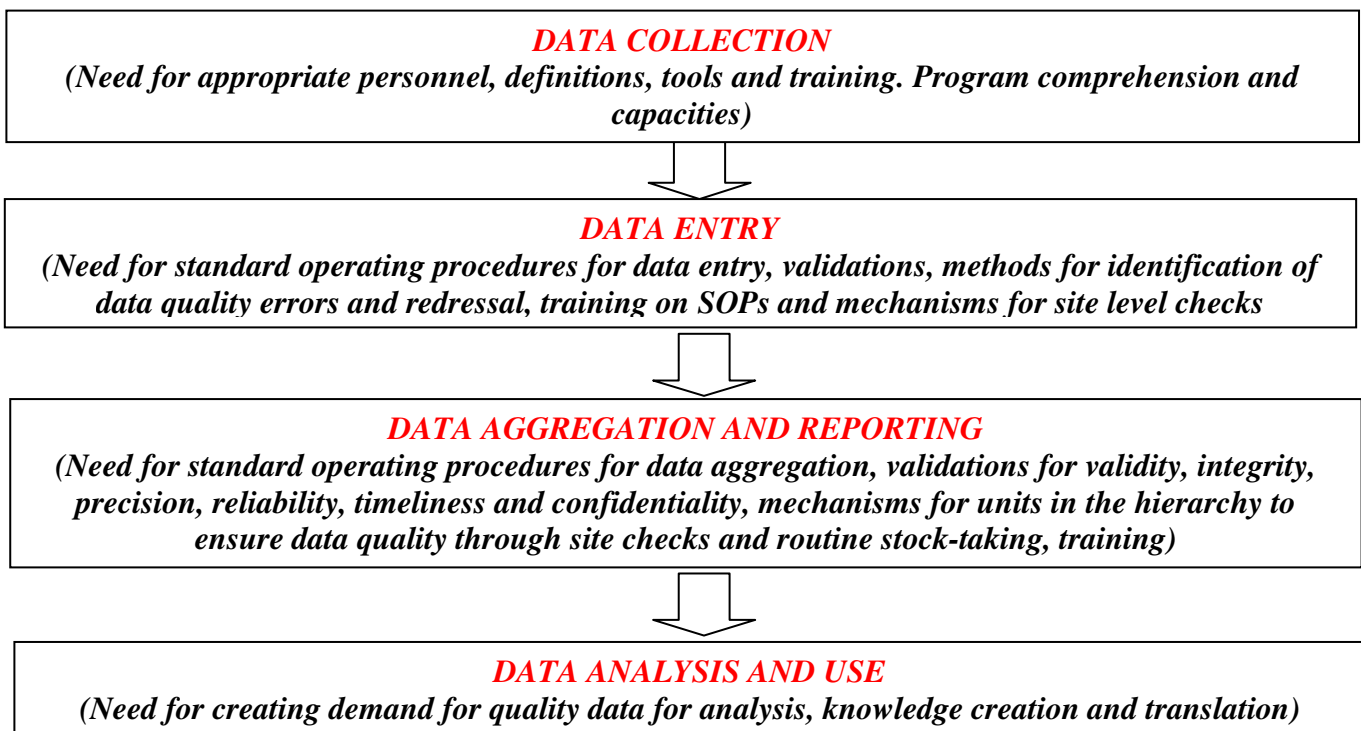 DATA COLLECTION
(Need for appropriate personnel, definitions, tools and training. Program comprehension and
capacities)
DATA ENTRY
(Need for standard operating procedures for data entry, validations, methods for identification of
data quality errors and redressal, training on SOPs and mechanisms for site level checks
DATA AGGREGATION AND REPORTING
(Need for standard operating procedures for data aggregation, validations for validity, integrity,
precision, reliability, timeliness and confidentiality, mechanisms for units in the hierarchy to
ensure data quality through site checks and routine stock-taking, training)
DATA ANALYSIS AND USE
(Need for creating demand for quality data for analysis, knowledge creation and translation)